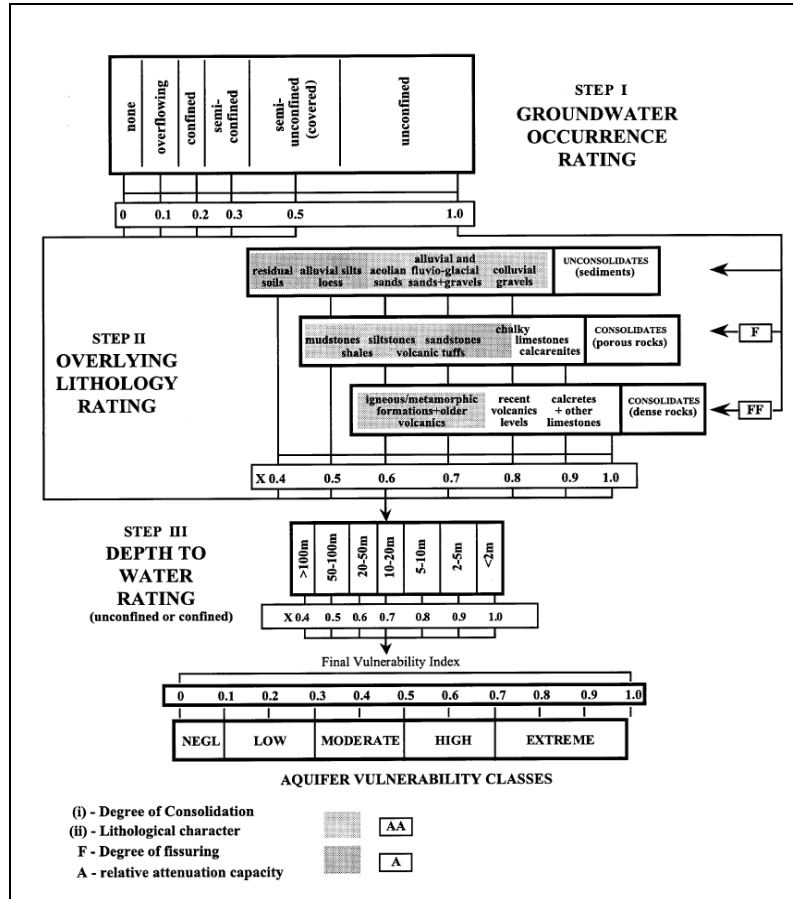 none
overflowing
confined
semi-
confined
semi-
unconfined
(covered)
unconfined
STEP I
GROUNDWATER
OCCURRENCE
RATING
0 0.1 0.2 0.3 0.5 1.0
residual
soils
alluvial silts
loess
aeolian
sands
alluvial and
fluvio-glacial
sands+gravels
colluvial
gravels
UNCONSOLIDATES
(sediments)
STEP II
OVERLYING
LITHOLOGY
RATING
mudstones siltstones sandstones
shales volcanic tuffs
chalky
limestones
calcarenites
CONSOLIDATES
(porous rocks)
F
igneous/metamorphic
formations+older
volcanics
recent
volcanics
levels
calcretes
+ other
limestones
CONSOLIDATES
(dense rocks)
FF
X 0.4 0.5 0.6 0.7 0.8 0.9 1.0
STEP III
DEPTH TO
WATER
RATING
(unconfined or confined)
>100m
50-100m
20-50m
10-20m
5-10m
2-5m
<2m
X 0.4 0.5 0.6 0.7 0.8 0.9 1.0
Final Vulnerability Index
0 0.1 0.2 0.3 0.4 0.5 0.6 0.7 0.8 0.9 1.0
NEGL LOW MODERATE HIGH EXTREME
AQUIFER VULNERABILITY CLASSES
(i) - Degree of Consolidation
(ii) - Lithological character
F - Degree of fissuring
A - relative attenuation capacity
AA
A